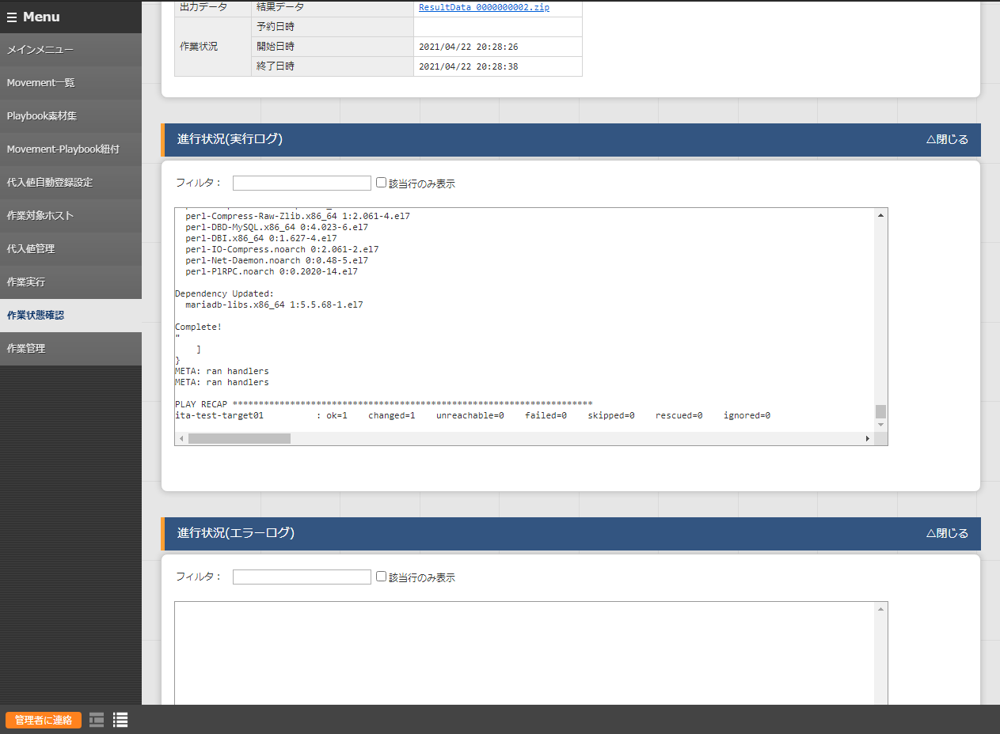 Menu
メインメニュー
Movement一覧
Playbook素材集
Movement-Playbook紐付
代入値自動登録設定
作業対象ホスト
代入値管理
作業実行
作業状態確認
作業管理
出力データ 結果データ ResultData_0000000002.zip
作業状況 予約日時
開始日時 2021/04/22 20:28:26
終了日時 2021/04/22 20:28:38
進行状況(実行ログ) △閉じる
フィルタ： 該当行のみ表示
perl-Compress-Raw-Zlib.x86_64 1:2.061-4.el7
perl-DBD-MySQL.x86_64 0:4.023-6.el7
perl-DBI.x86_64 0:1.627-4.el7
perl-IO-Compress.noarch 0:2.061-2.el7
perl-Net-Daemon.noarch 0:0.48-5.el7
perl-PlRPC.noarch 0:0.2020-14.el7
Dependency Updated:
mariadb-libs.x86_64 1:5.5.68-1.el7
Complete!
"
]
}
META: ran handlers
META: ran handlers
PLAY RECAP *********************************************************************
ita-test-target01 : ok=1 changed=1 unreachable=0 failed=0 skipped=0 rescued=0 ignored=0
進行状況(エラーログ) △閉じる
フィルタ： 該当行のみ表示
管理者に連絡